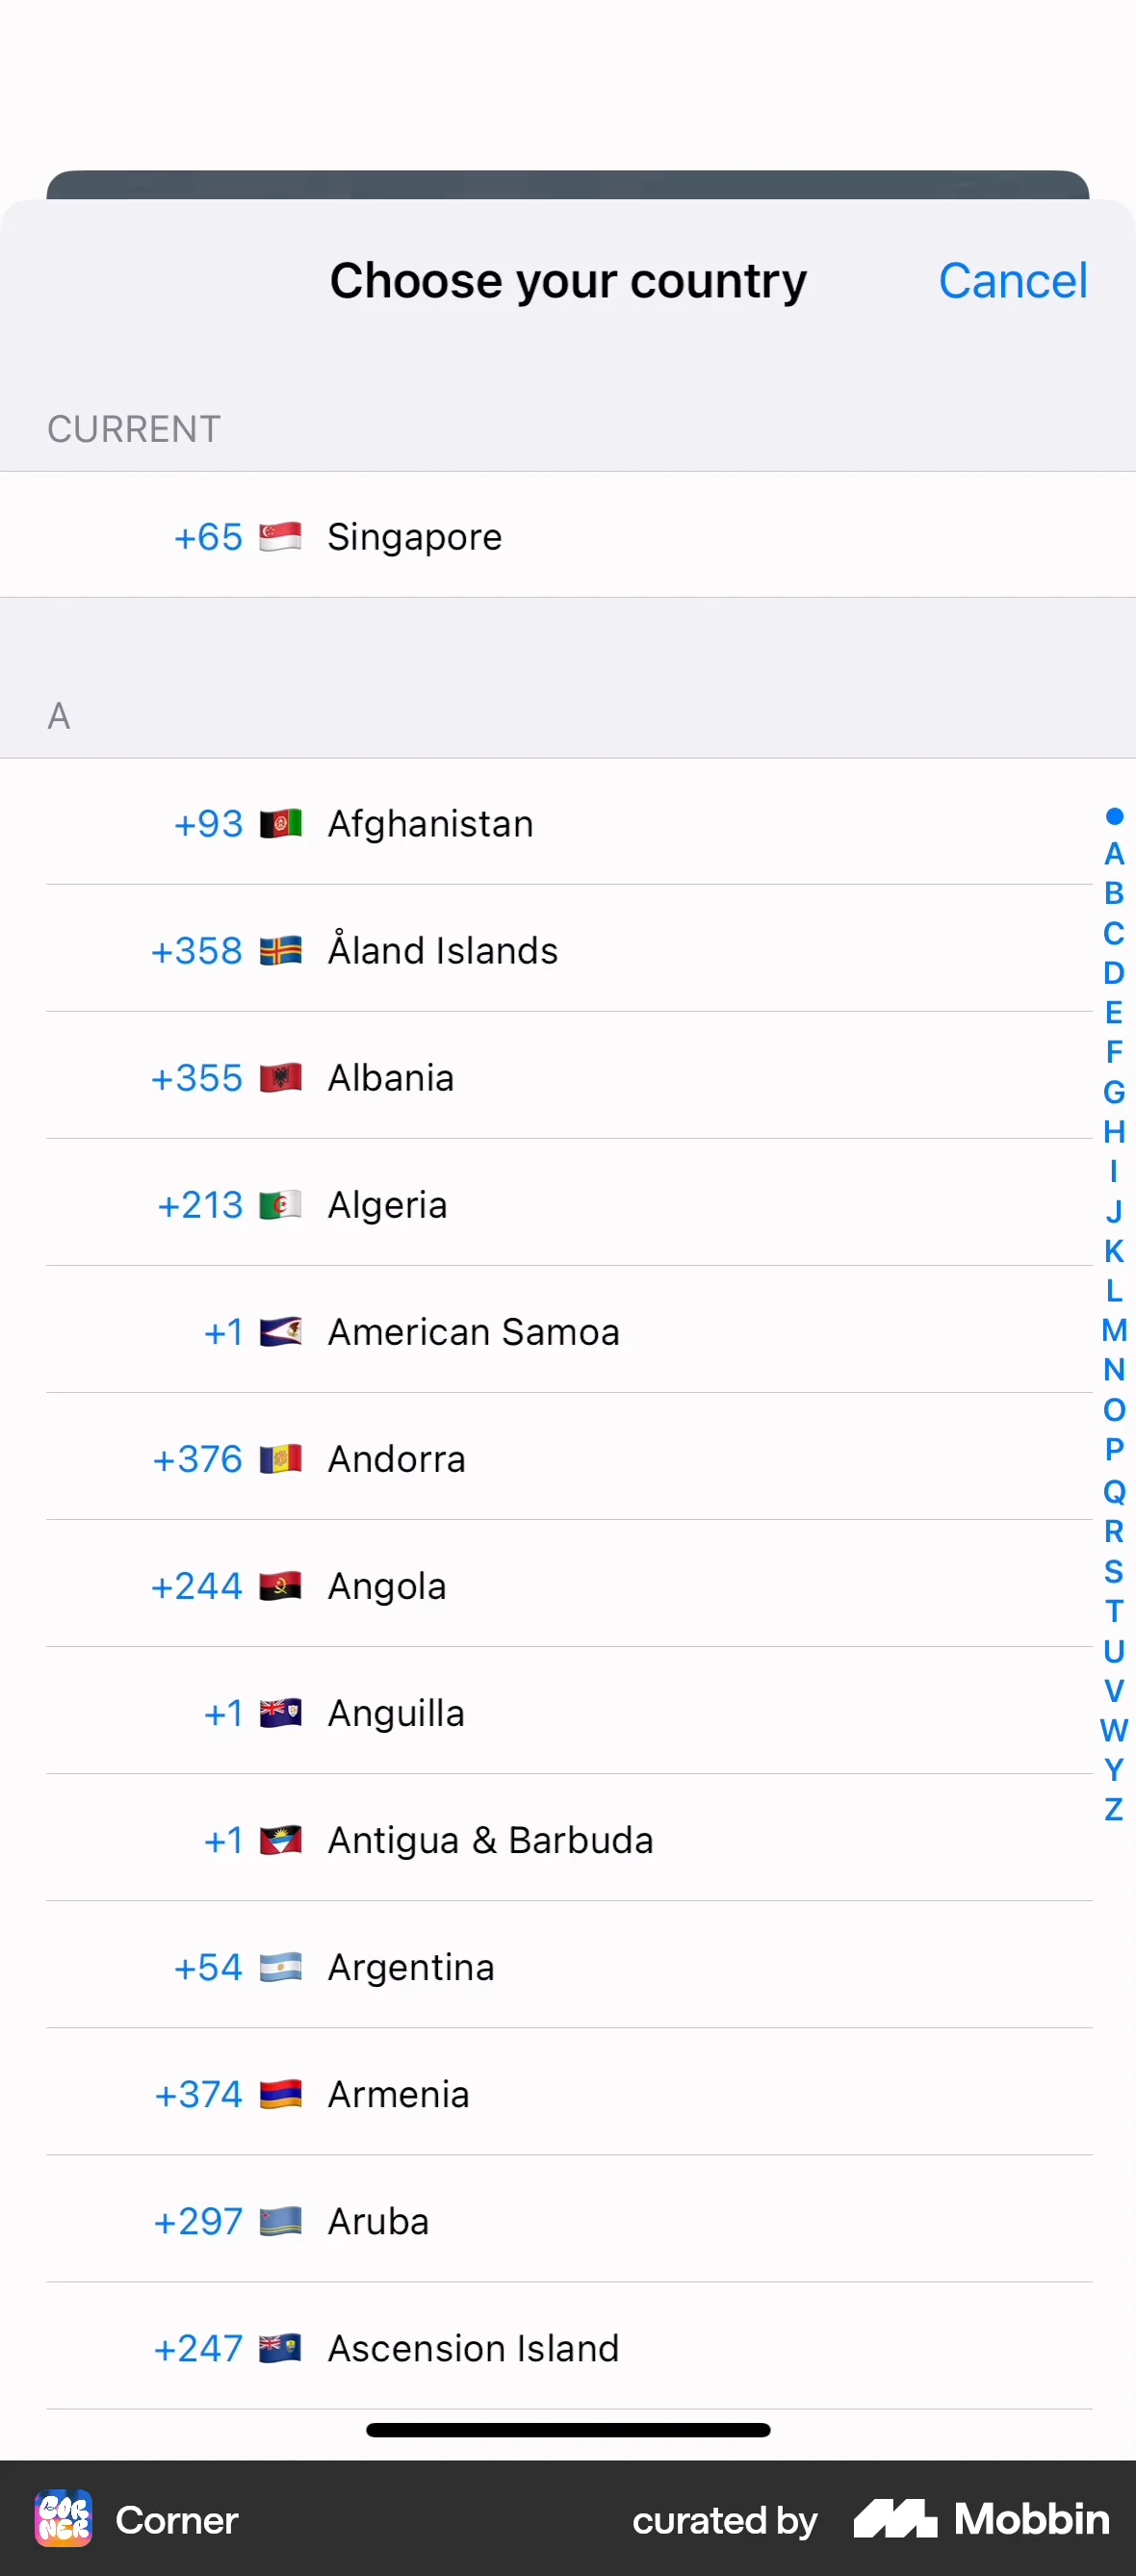 Choose your country
Cancel
CURRENT
+65 Singapore
A
+93 Afghanistan
+358 Åland Islands
+355 Albania
+213 Algeria
+1 American Samoa
+376 Andorra
+244 Angola
+1 Anguilla
+1 Antigua & Barbuda
+54 Argentina
+374 Armenia
+297 Aruba
+247 Ascension Island
A
B
C
D
E
F
G
H
I
J
K
L
M
N
O
P
Q
R
S
T
U
V
W
Y
Z
CORNER
Corner
curated by Mobbin